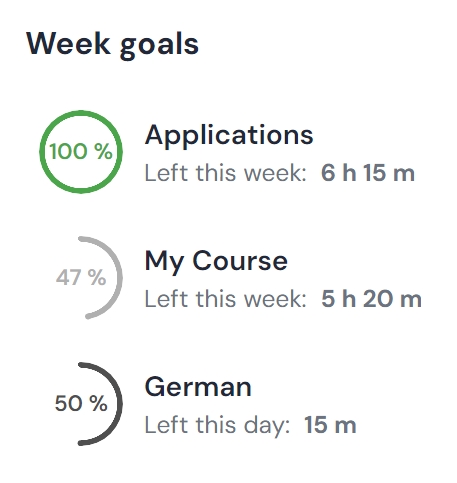 Week goals
100 %
Applications
Left this week: 6 h 15 m
47 %
My Course
Left this week: 5 h 20 m
50 %
German
Left this day: 15 m